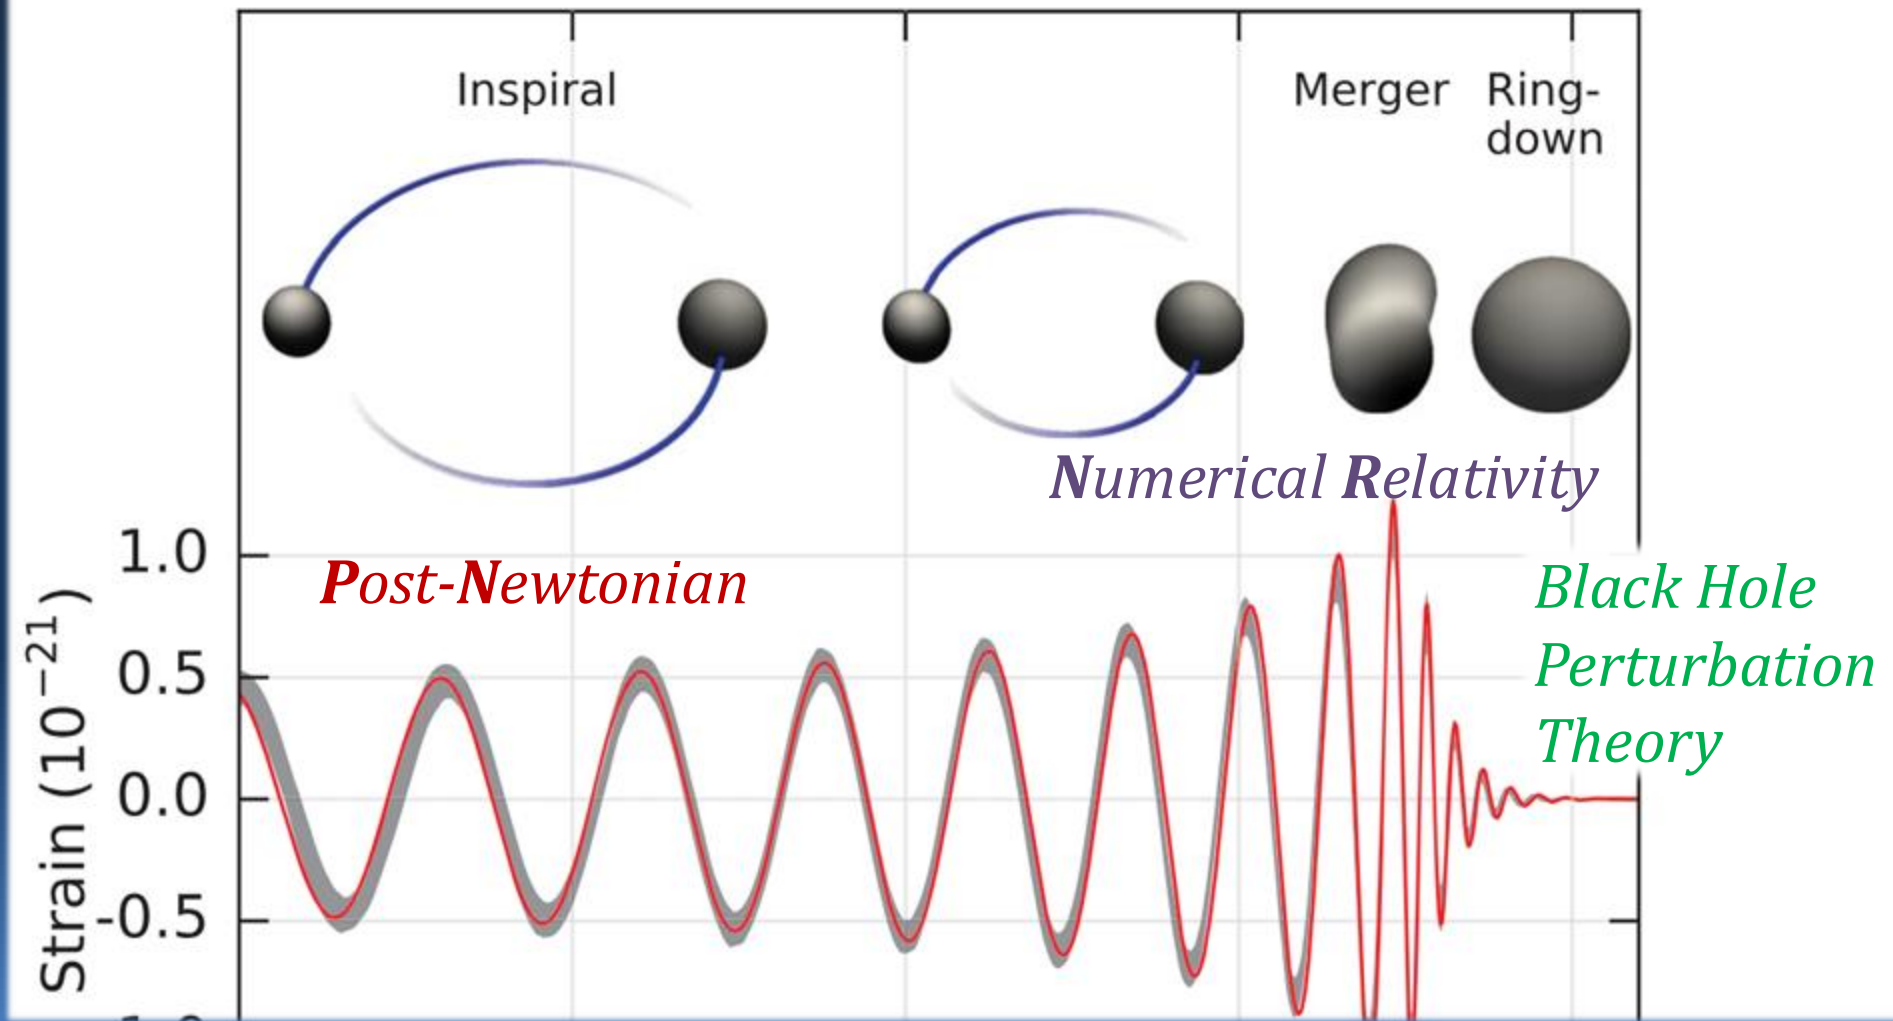 Inspiral
Merger
Ring-
down
Numerical Relativity
1.0
Post-Newtonian
Black Hole
Perturbation
Theory
0.5
0.0
-0.5
Strain (10⁻²¹)